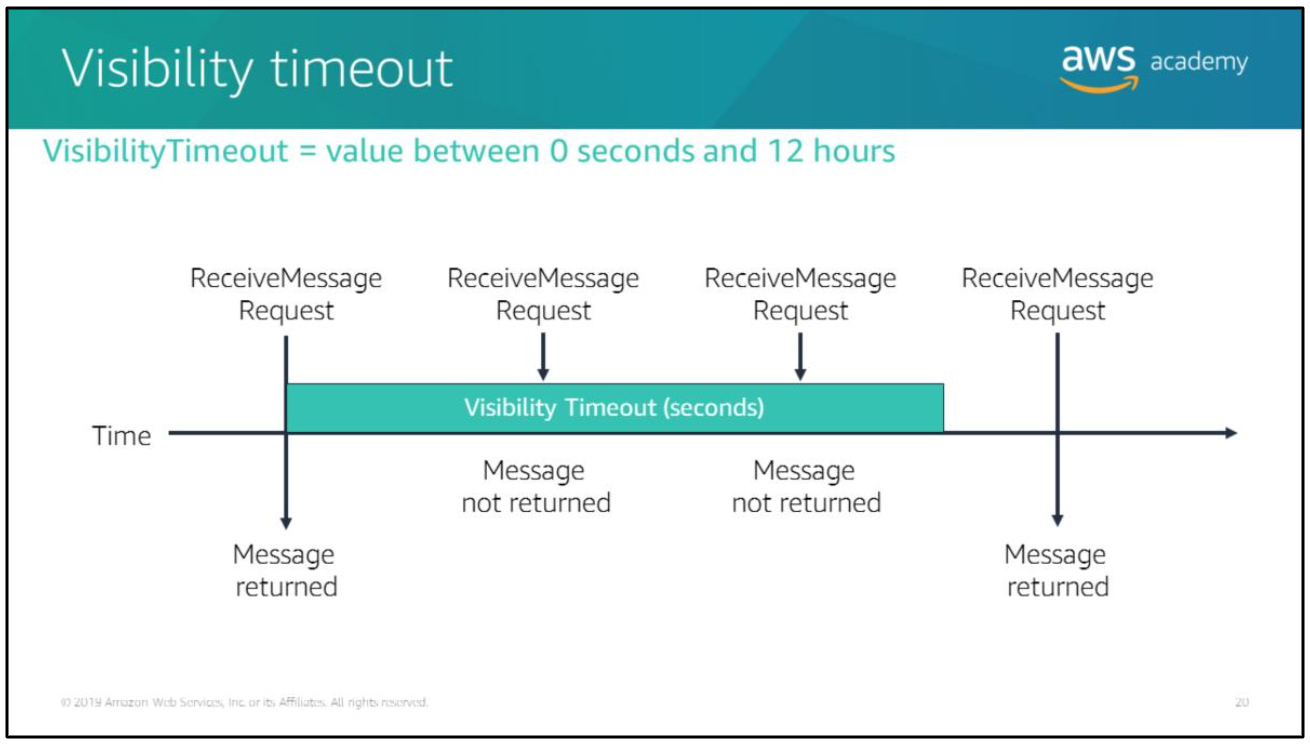 Visibility timeout
aws academy
VisibilityTimeout = value between 0 seconds and 12 hours
ReceiveMessage
Request
ReceiveMessage
Request
ReceiveMessage
Request
ReceiveMessage
Request
Visibility Timeout (seconds)
Time
Message
not returned
Message
not returned
Message
returned
Message
returned
© 2019 Amazon Web Services, Inc. or its Affiliates. All rights reserved.
20